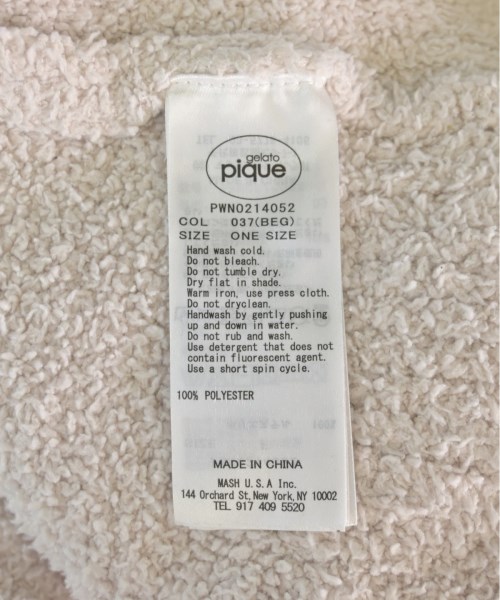 gelato
pique
PWNO214052
COL 037(BEG)
SIZE ONE SIZE
Hand wash cold.
Do not bleach.
Do not tumble dry.
Dry flat in shade.
Warm iron, use press cloth.
Do not dryclean.
Handwash by gently pushing
up and down in water.
Do not rub and wash.
Use detergent that does not
contain fluorescent agent.
Use a short spin cycle.
100% POLYESTER
MADE IN CHINA
MASH U.S.A Inc.
144 Orchard St, New York, NY 10002
TEL 917 409 5520